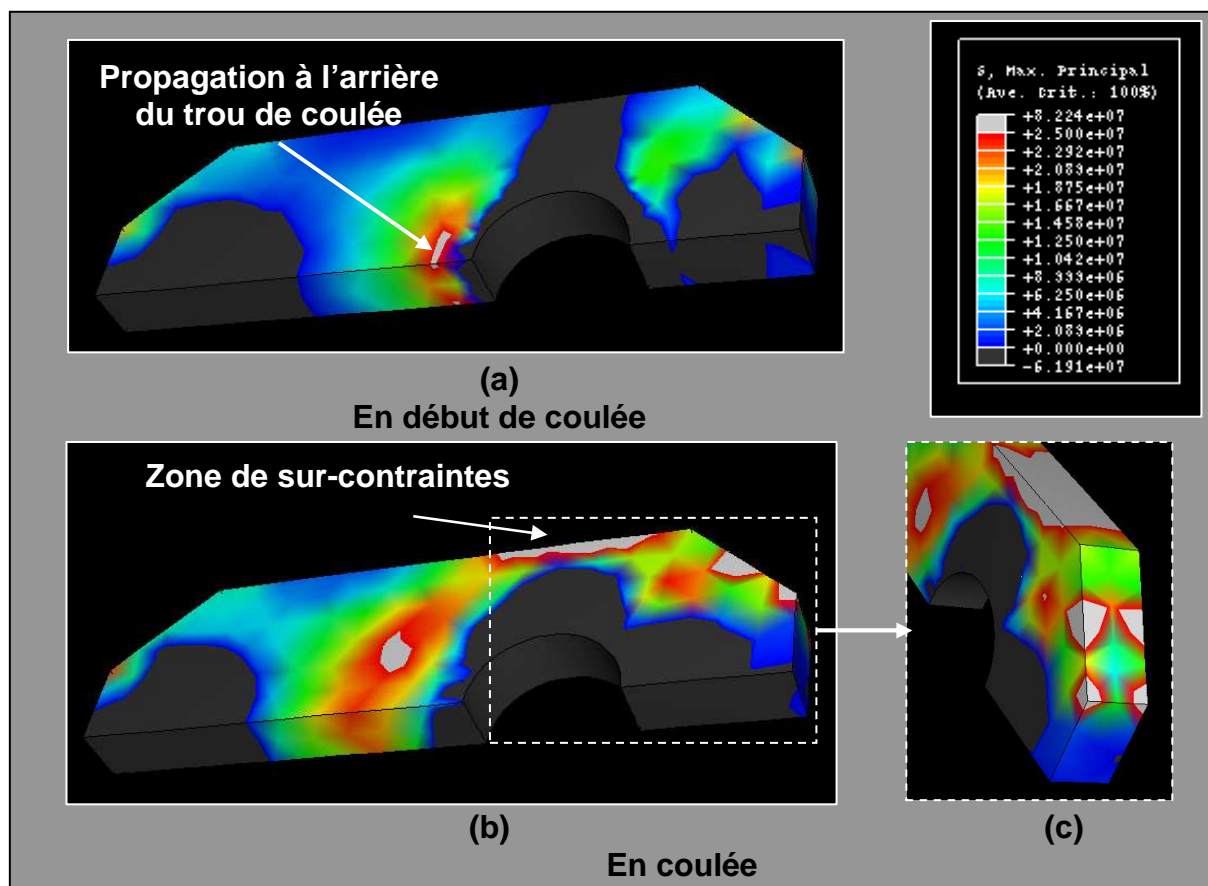 Propagation à l'arrière
du trou de coulée
S, Max. Principal
(Ave. Crit.: 100%)
+8.224e+07
+2.500e+07
+2.292e+07
+2.083e+07
+1.875e+07
+1.667e+07
+1.458e+07
+1.250e+07
+1.042e+07
+8.333e+06
+6.250e+06
+4.167e+06
+2.083e+06
+0.000e+00
-6.191e+07
(a)
En début de coulée
Zone de sur-contraintes
(b)
(c)
En coulée